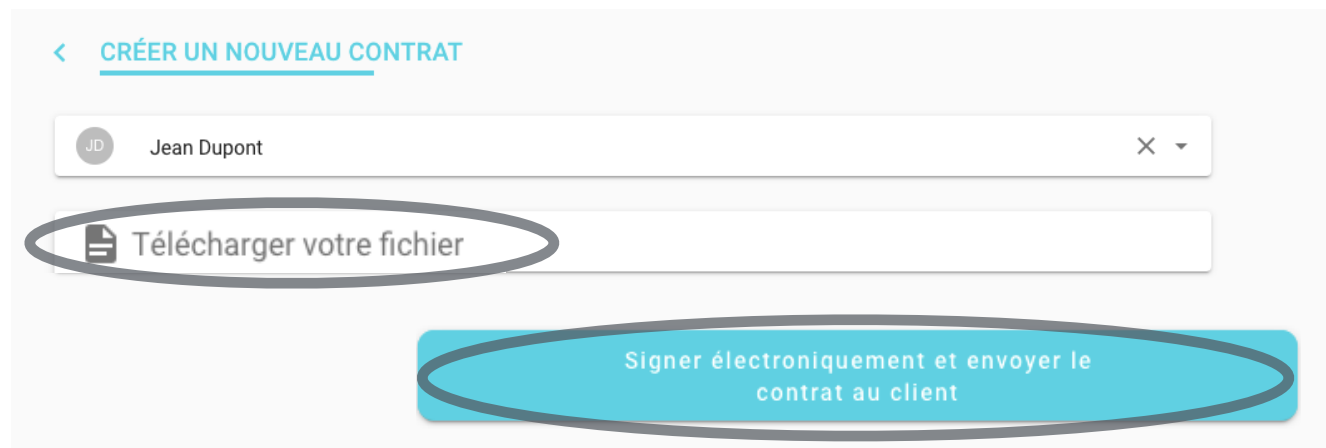 CRÉER UN NOUVEAU CONTRAT
JD Jean Dupont
Télécharger votre fichier
Signer électroniquement et envoyer le
contrat au client